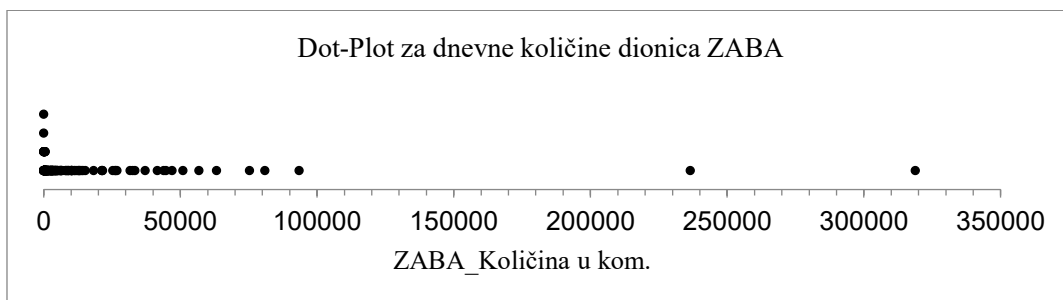 Dot-Plot za dnevne količine dionica ZABA
0 50000 100000 150000 200000 250000 300000 350000
ZABA_Količina u kom.